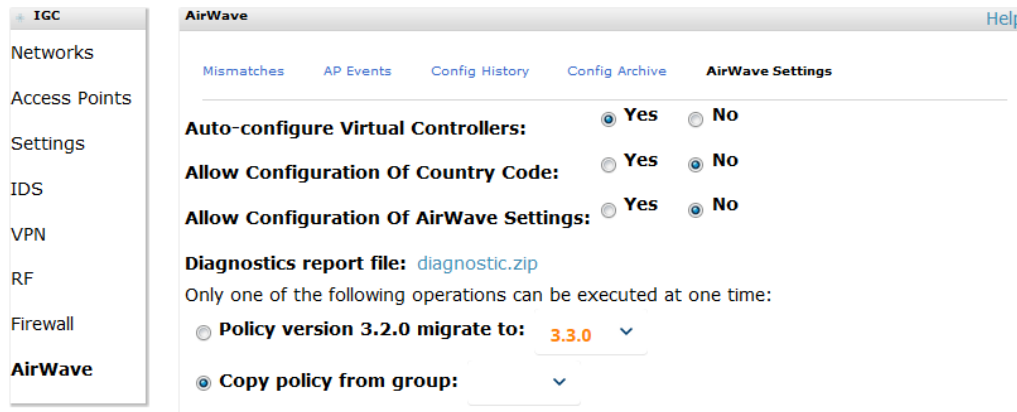 IGC
Networks
Access Points
Settings
IDS
VPN
RF
Firewall
AirWave
AirWave
Help
Mismatches AP Events Config History Config Archive AirWave Settings
Auto-configure Virtual Controllers: Yes No
Allow Configuration Of Country Code: Yes No
Allow Configuration Of AirWave Settings: Yes No
Diagnostics report file: diagnostic.zip
Only one of the following operations can be executed at one time:
Policy version 3.2.0 migrate to: 3.3.0
Copy policy from group: